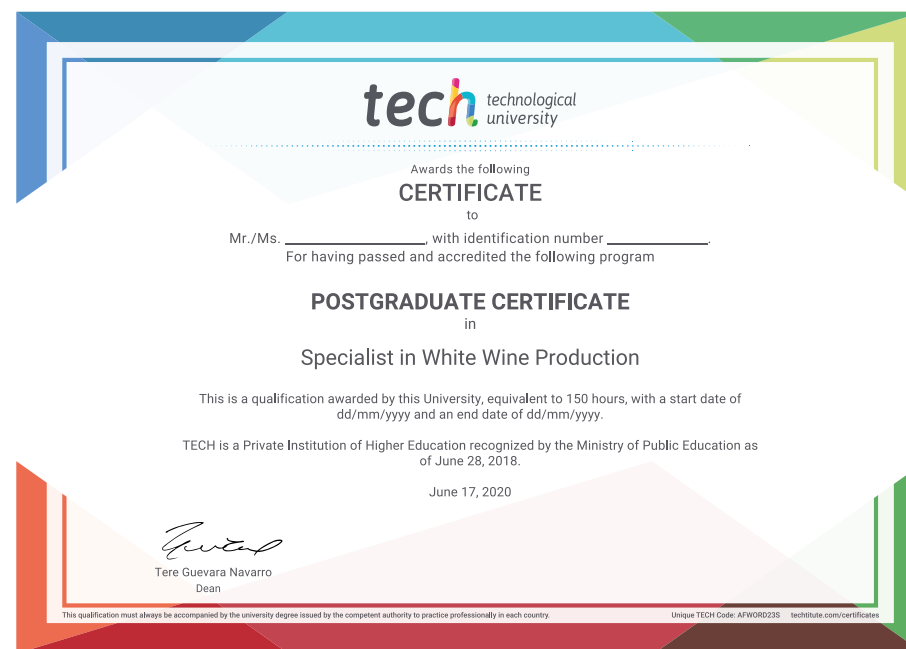 tech technological
university
Awards the following
CERTIFICATE
to
Mr./Ms. ____________________, with identification number ______________.
For having passed and accredited the following program
POSTGRADUATE CERTIFICATE
in
Specialist in White Wine Production
This is a qualification awarded by this University, equivalent to 150 hours, with a start date of
dd/mm/yyyy and an end date of dd/mm/yyyy.
TECH is a Private Institution of Higher Education recognized by the Ministry of Public Education as
of June 28, 2018.
June 17, 2020
Tere Guevara Navarro
Dean
This qualification must always be accompanied by the university degree issued by the competent authority to practice professionally in each country. Unique TECH Code: AFWORD23S techtitute.com/certificates